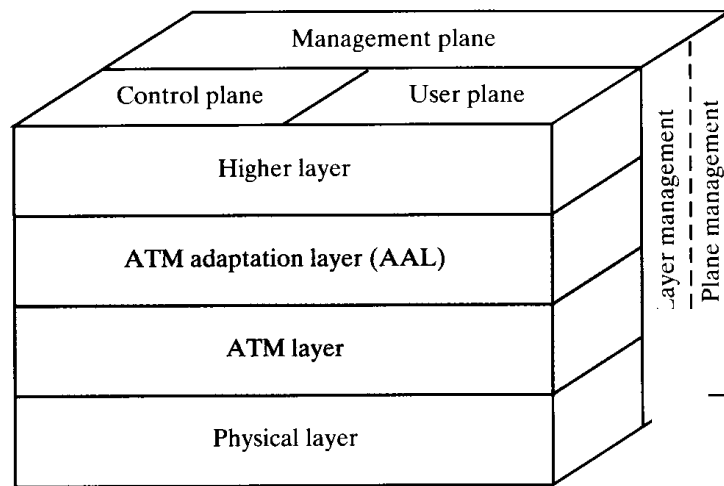 Management plane
Control plane
User plane
Higher layer
ATM adaptation layer (AAL)
ATM layer
Physical layer
Layer management
Plane management